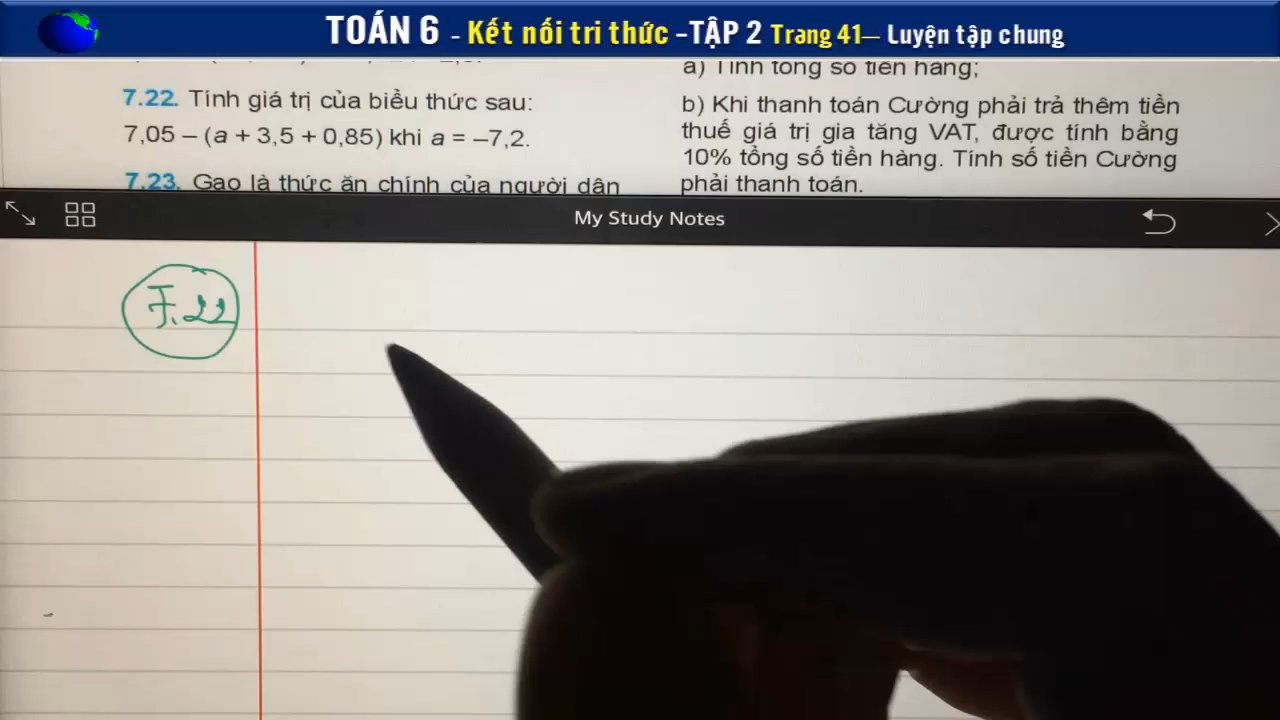 TOÁN 6 - Kết nối tri thức -TẬP 2 Trang 41- Luyện tập chung
7.22. Tính giá trị của biểu thức sau:
7,05 – (a + 3,5 + 0,85) khi a = –7,2.
7.23. Gạo là thức ăn chính của người dân
a) Tính tổng số tiền hàng;
b) Khi thanh toán Cường phải trả thêm tiền
thuế giá trị gia tăng VAT, được tính bằng
10% tổng số tiền hàng. Tính số tiền Cường
phải thanh toán.
My Study Notes
7.22